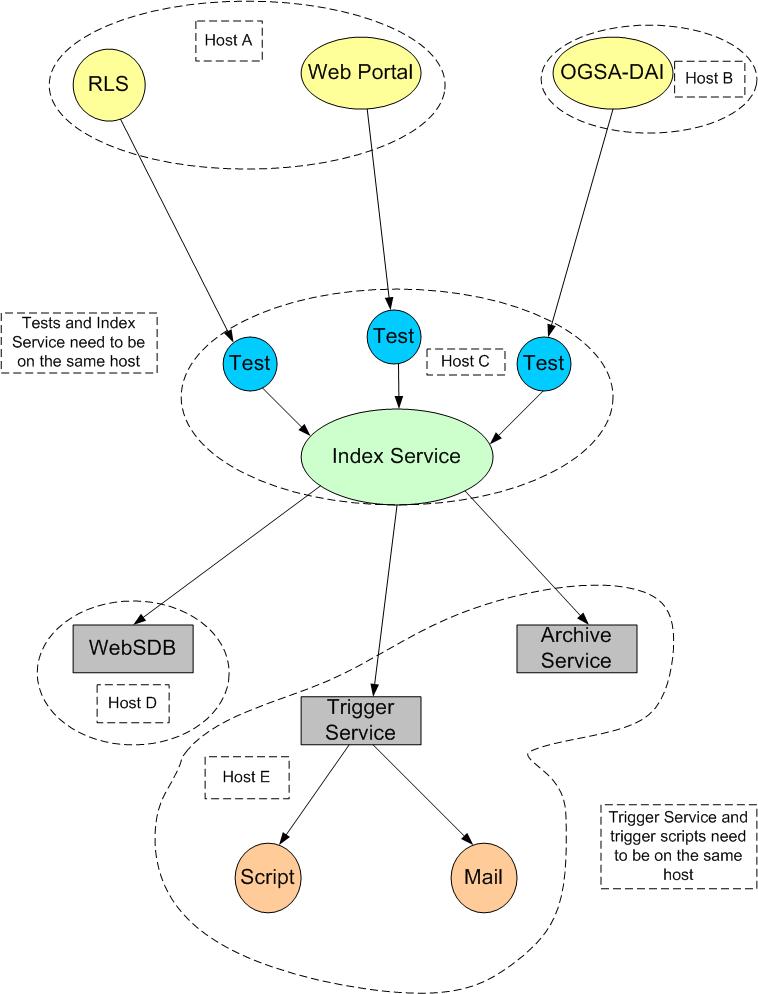 Host A
RLS
Web Portal
OGSA-DAI
Host B
Tests and Index
Service need to be
on the same host
Test
Test
Host C
Test
Index Service
WebSDB
Host D
Archive
Service
Trigger
Service
Host E
Trigger Service and
trigger scripts need
to be on the same
host
Script
Mail